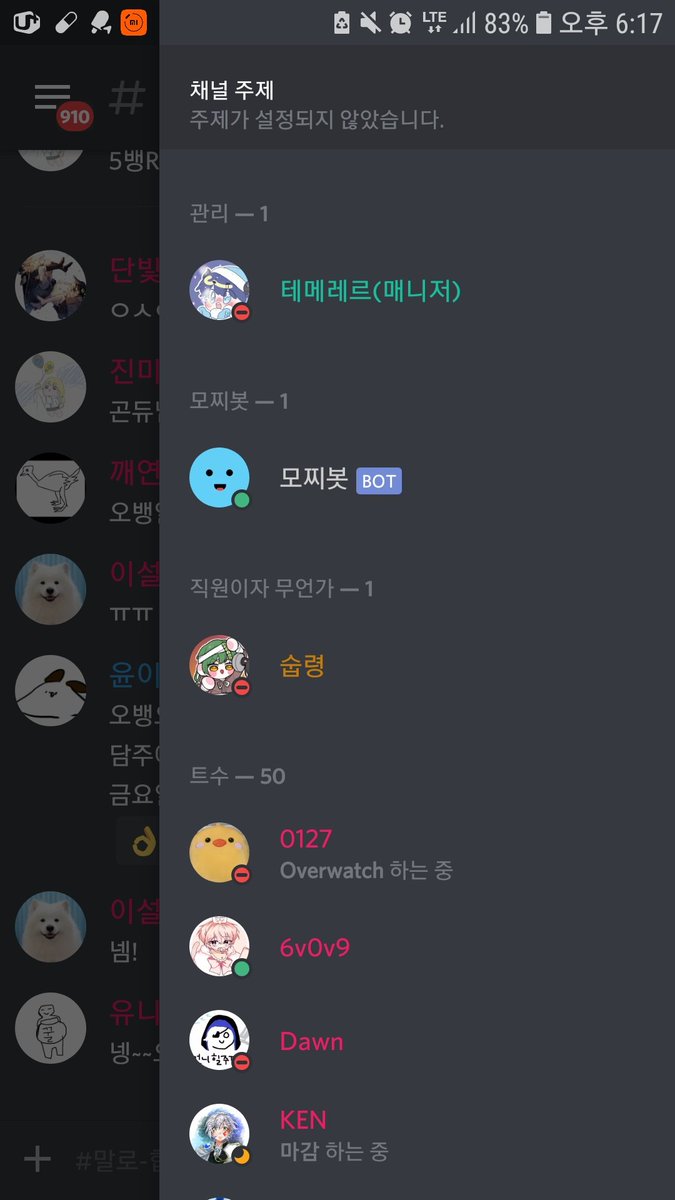 LTE 83% 오후 6:17
910
#
채널 주제
주제가 설정되지 않았습니다.
5뱅R
관리 — 1
단빛
테메레르(매니저)
진미
모찌봇 — 1
곤듀
깨연
모찌봇 BOT
오뱅
이설
직원이자 무언가 — 1
ㅠㅠ
윤이
숩령
오뱅
담주
금요일
트수 — 50
0127
Overwatch 하는 중
이설
넴!
6v0v9
유니
Dawn
넹~~
KEN
마감 하는 중
#말로-합